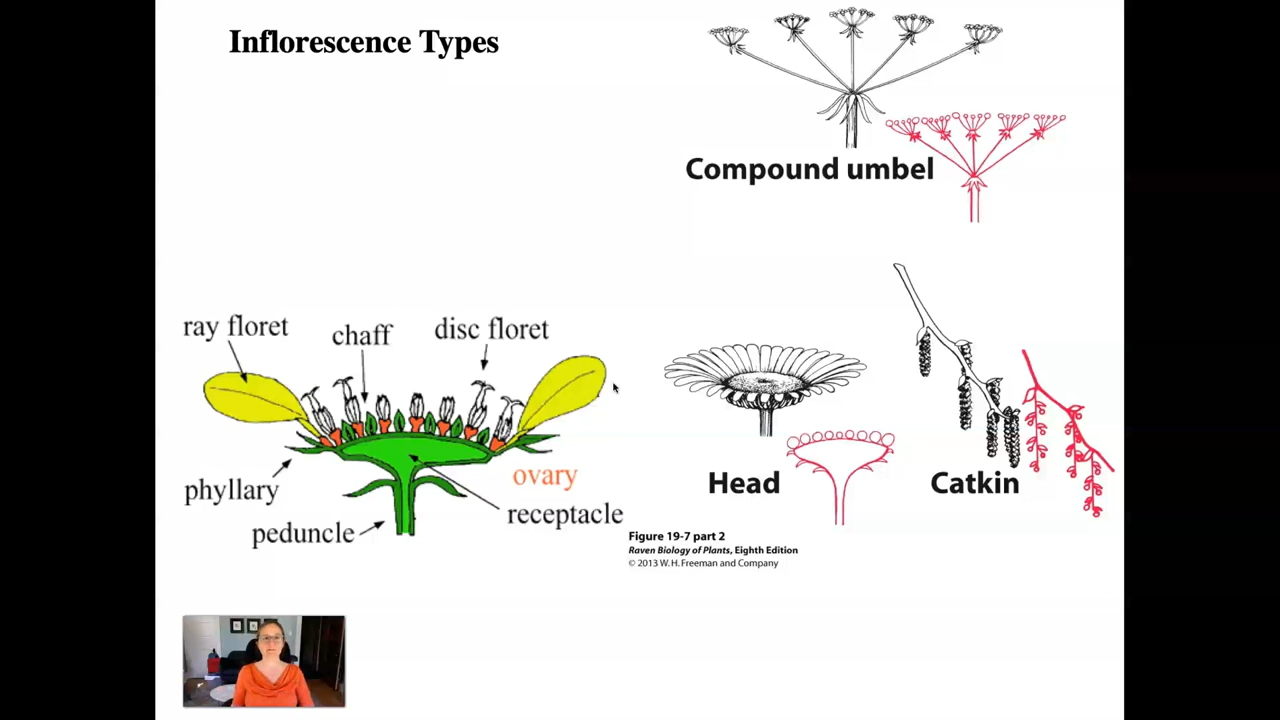 Inflorescence Types
Compound umbel
ray floret
chaff
disc floret
phyllary
peduncle
ovary
receptacle
Head
Catkin
Figure 19-7 part 2
Raven Biology of Plants, Eighth Edition
© 2013 W. H. Freeman and Company